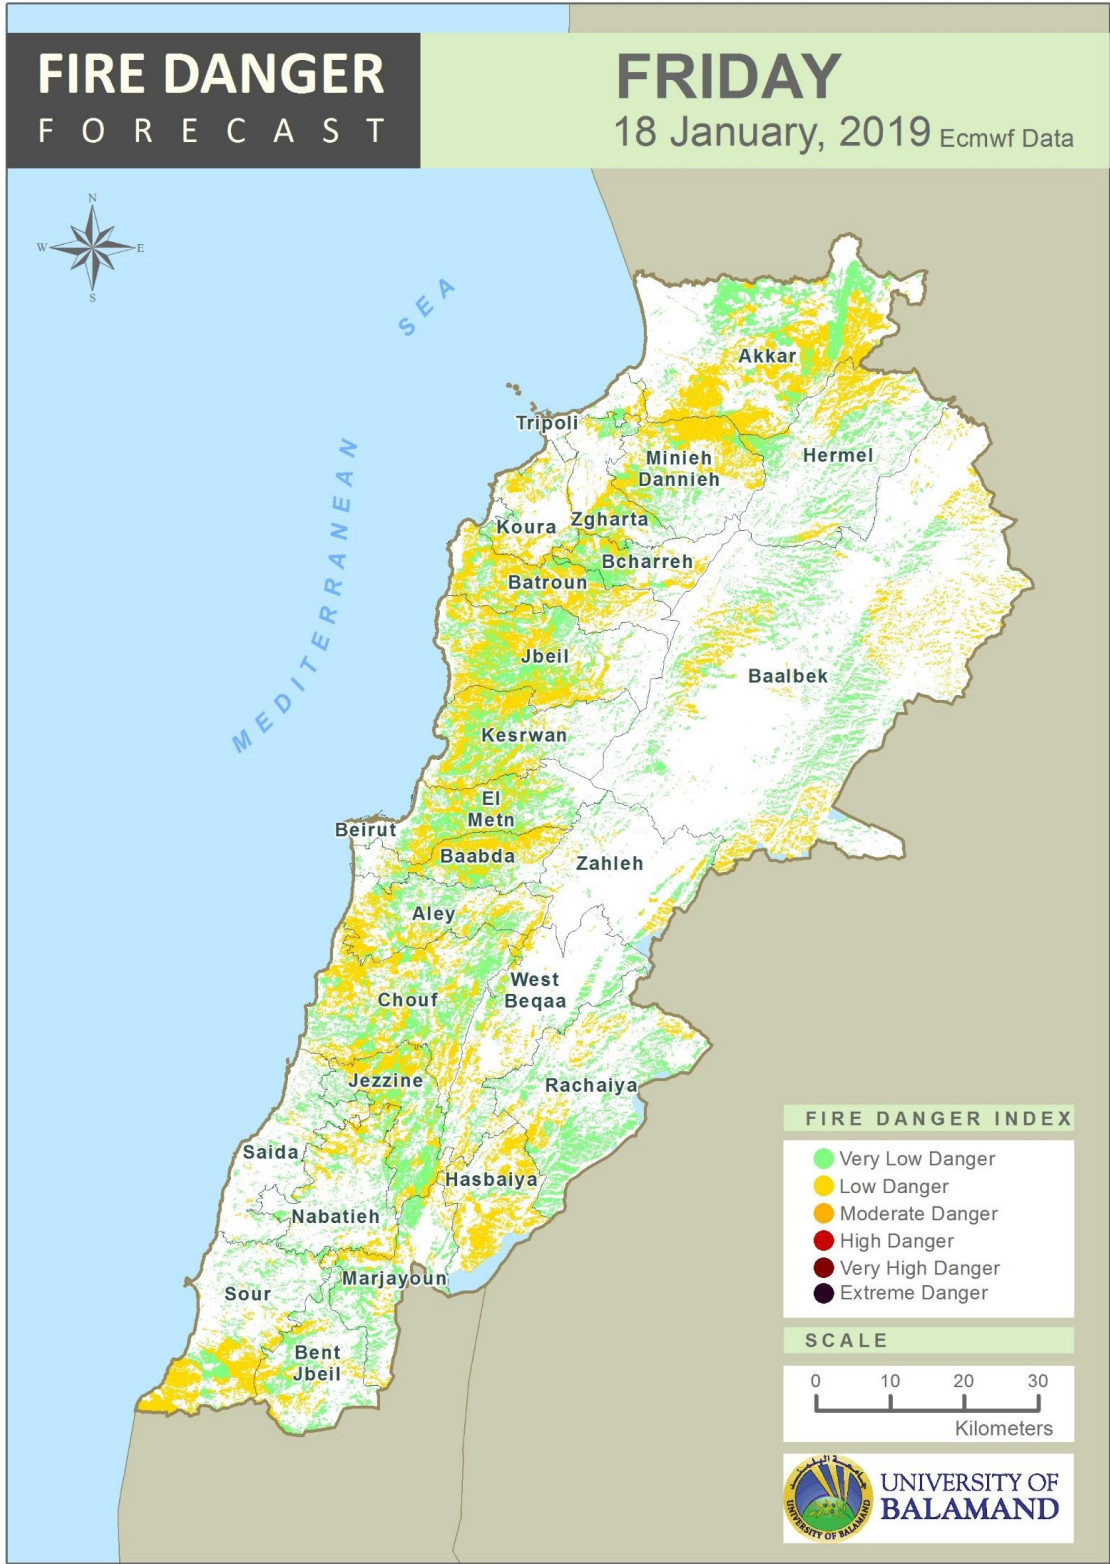 FIRE DANGER
FORECAST
FRIDAY
18 January, 2019 Ecmwf Data
N
W
E
S
SEA
MEDITERRANEAN
Akkar
Tripoli
Minieh
Dannieh
Hermel
Koura
Zgharta
Bcharreh
Batroun
Jbeil
Baalbek
Kesrwan
El
Metn
Beirut
Baabda
Zahleh
Aley
West
Beqaa
Chouf
Jezzine
Rachaiya
Saida
Hasbaiya
Nabatieh
Marjayoun
Sour
Bent
Jbeil
FIRE DANGER INDEX
Very Low Danger
Low Danger
Moderate Danger
High Danger
Very High Danger
Extreme Danger
SCALE
0 10 20 30
Kilometers
UNIVERSITY OF BALAMAND
UNIVERSITY OF
BALAMAND